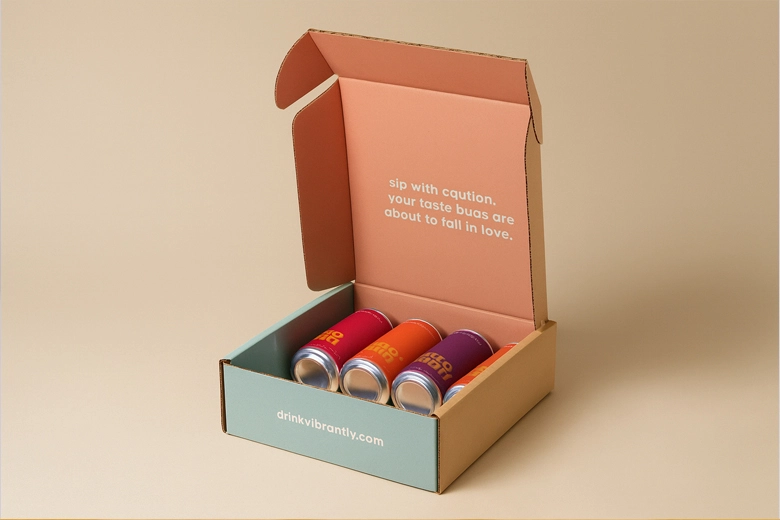 sip with cqution.
your taste buas are
about to fall in love.
drinkvibrantly.com